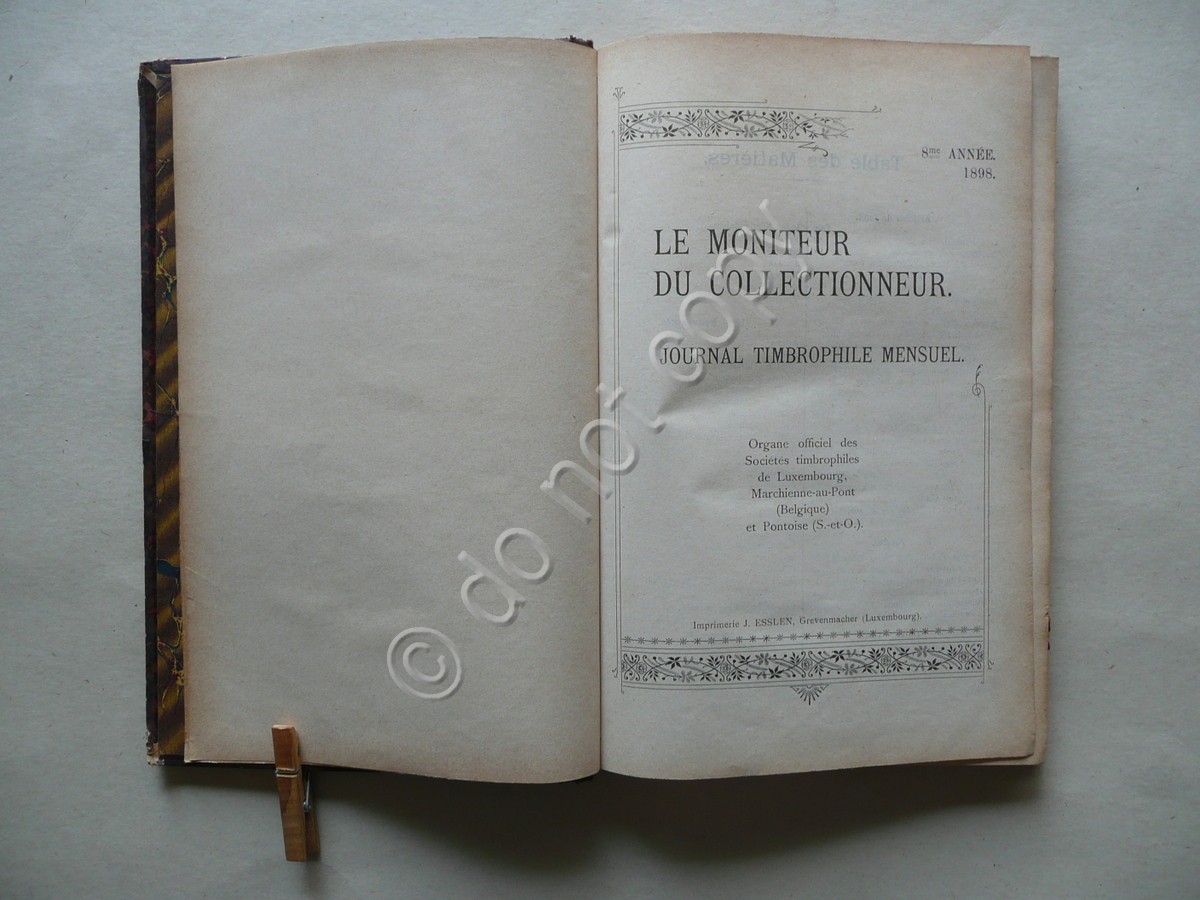 8me ANNÉE.
1898.
LE MONITEUR
DU COLLECTIONNEUR.
JOURNAL TIMBROPHILE MENSUEL.
Organe officiel des
Sociétés timbrophiles
de Luxembourg,
Marchienne-au-Pont
(Belgique)
et Pontoise (S.-et-O.).
Imprimerie J. ESSLEN, Grevenmacher (Luxembourg).
Table des Matières.
© do not copy